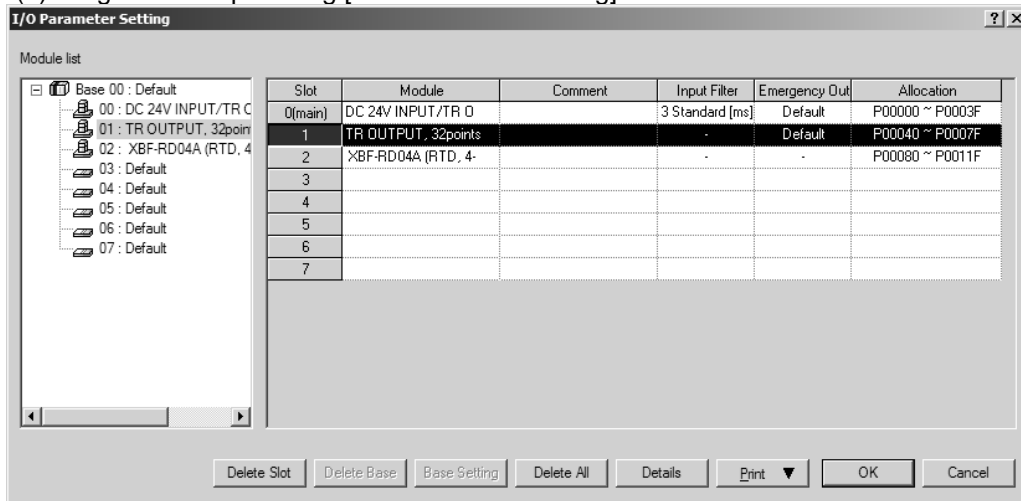 I/O Parameter Setting
Module list
Base 00 : Default
00 : DC 24V INPUT/TR O
01 : TR OUTPUT, 32poin
02 : XBF-RD04A (RTD, 4
03 : Default
04 : Default
05 : Default
06 : Default
07 : Default
Slot Module Comment Input Filter Emergency Out Allocation
0(main) DC 24V INPUT/TR O 3 Standard [ms] Default P00000 ~ P0003F
1 TR OUTPUT, 32points - Default P00040 ~ P0007F
2 XBF-RD04A (RTD, 4- - - P00080 ~ P0011F
3
4
5
6
7
Delete Slot Delete Base Base Setting Delete All Details Print ▼ OK Cancel